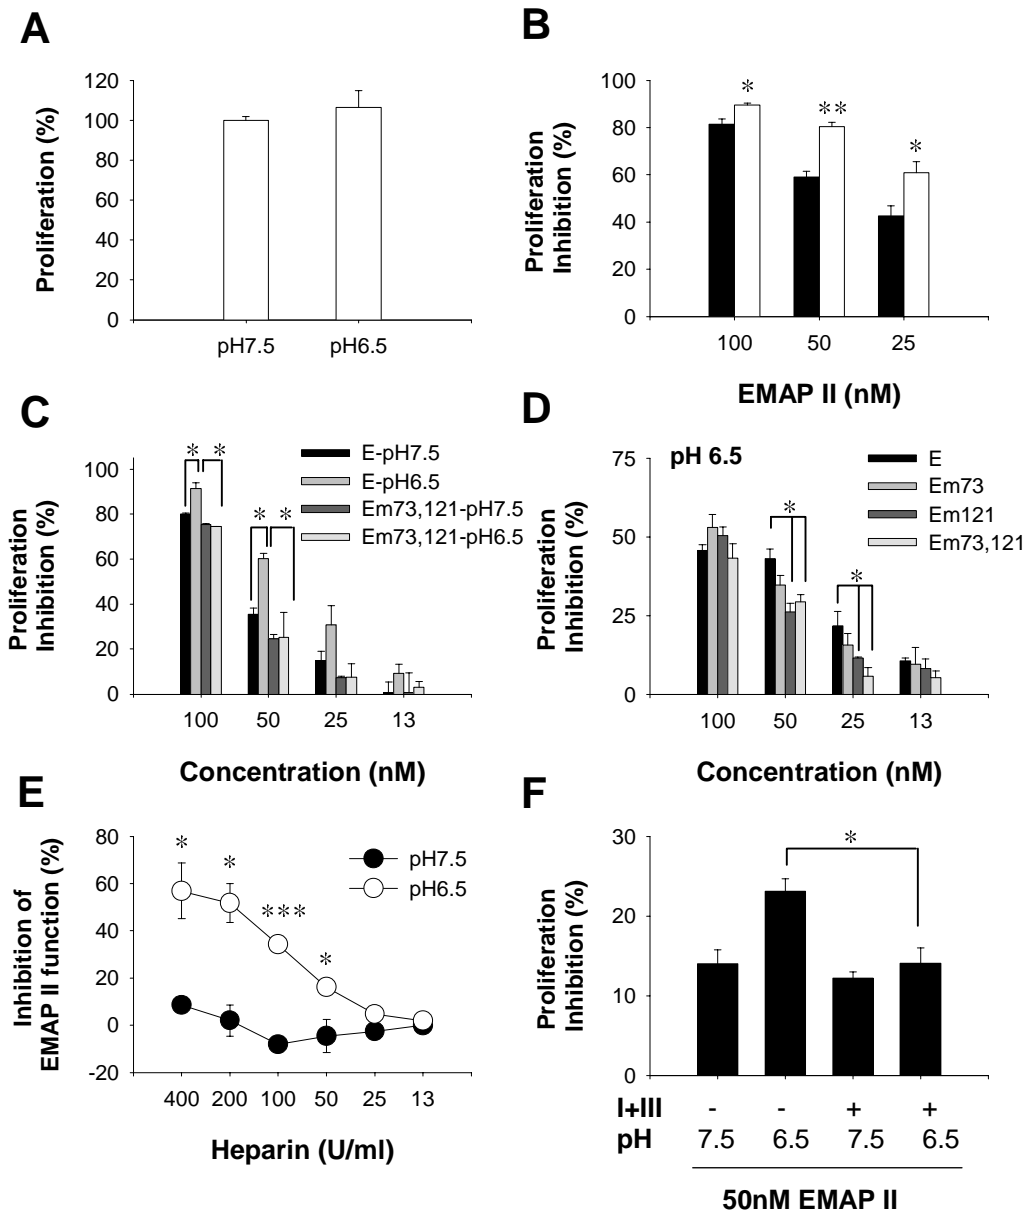 A
Proliferation (%)
120
100
80
60
40
20
0
pH7.5
pH6.5
B
Proliferation
Inhibition (%)
100
80
60
40
20
0
*
**
*
100
50
25
EMAP II (nM)
C
Proliferation
Inhibition (%)
100
80
60
40
20
0
* *
* *
E-pH7.5
E-pH6.5
Em73,121-pH7.5
Em73,121-pH6.5
100
50
25
13
Concentration (nM)
D
pH 6.5
Proliferation
Inhibition (%)
75
50
25
0
*
*
E
Em73
Em121
Em73,121
100
50
25
13
Concentration (nM)
E
Inhibition of
EMAP II function (%)
80
60
40
20
0
-20
*
*
***
*
pH7.5
pH6.5
400
200
100
50
25
13
Heparin (U/ml)
F
Proliferation
Inhibition (%)
30
20
10
0
*
I+III - - + +
pH 7.5 6.5 7.5 6.5
50nM EMAP II